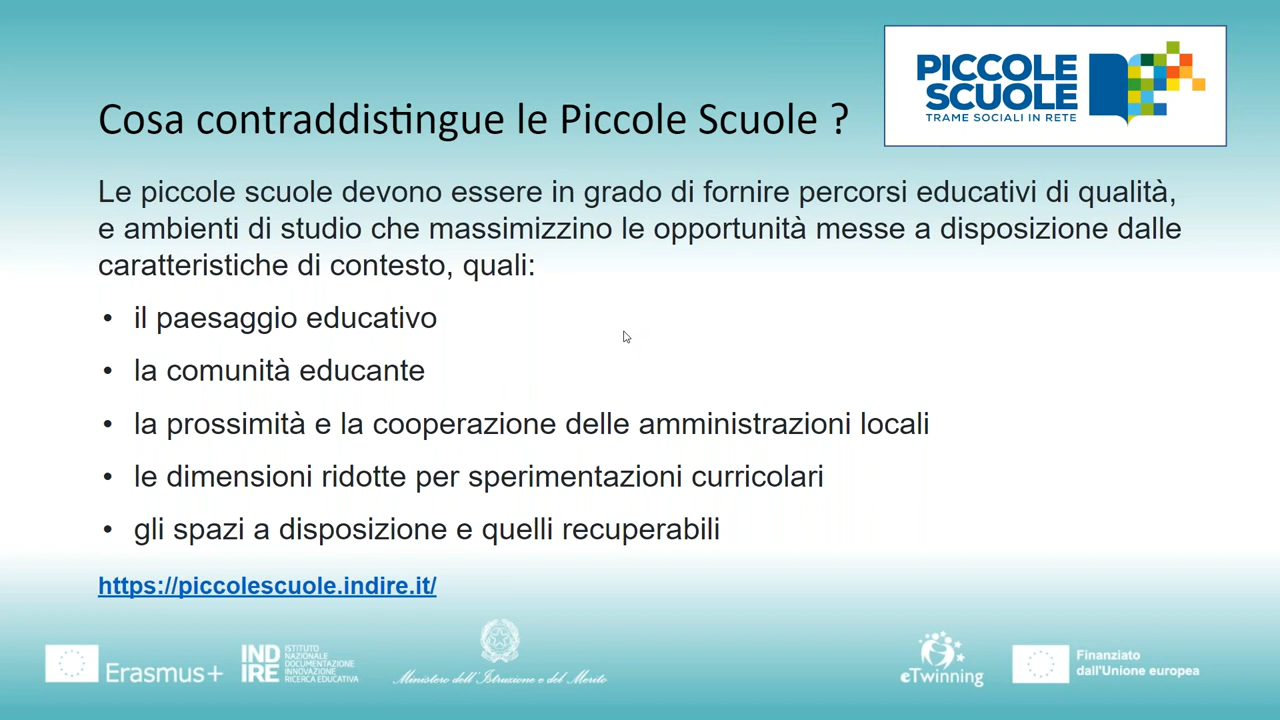 PICCOLE
SCUOLE
TRAME SOCIALI IN RETE
Cosa contraddistingue le Piccole Scuole ?
Le piccole scuole devono essere in grado di fornire percorsi educativi di qualità,
e ambienti di studio che massimizzino le opportunità messe a disposizione dalle
caratteristiche di contesto, quali:
• il paesaggio educativo
• la comunità educante
• la prossimità e la cooperazione delle amministrazioni locali
• le dimensioni ridotte per sperimentazioni curricolari
• gli spazi a disposizione e quelli recuperabili
https://piccolescuole.indire.it/
Erasmus+
IND
IRE
ISTITUTO
NAZIONALE
DOCUMENTAZIONE
INNOVAZIONE
RICERCA EDUCATIVA
Ministero dell'Istruzione e del Merito
eTwinning
Finanziato
dall'Unione europea